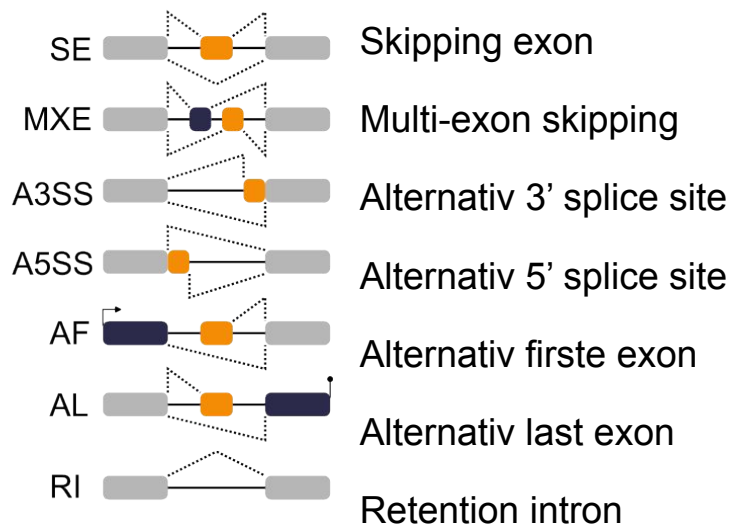 SE Skipping exon
MXE Multi-exon skipping
A3SS Alternativ 3’ splice site
A5SS Alternativ 5’ splice site
AF Alternativ firste exon
AL Alternativ last exon
RI Retention intron